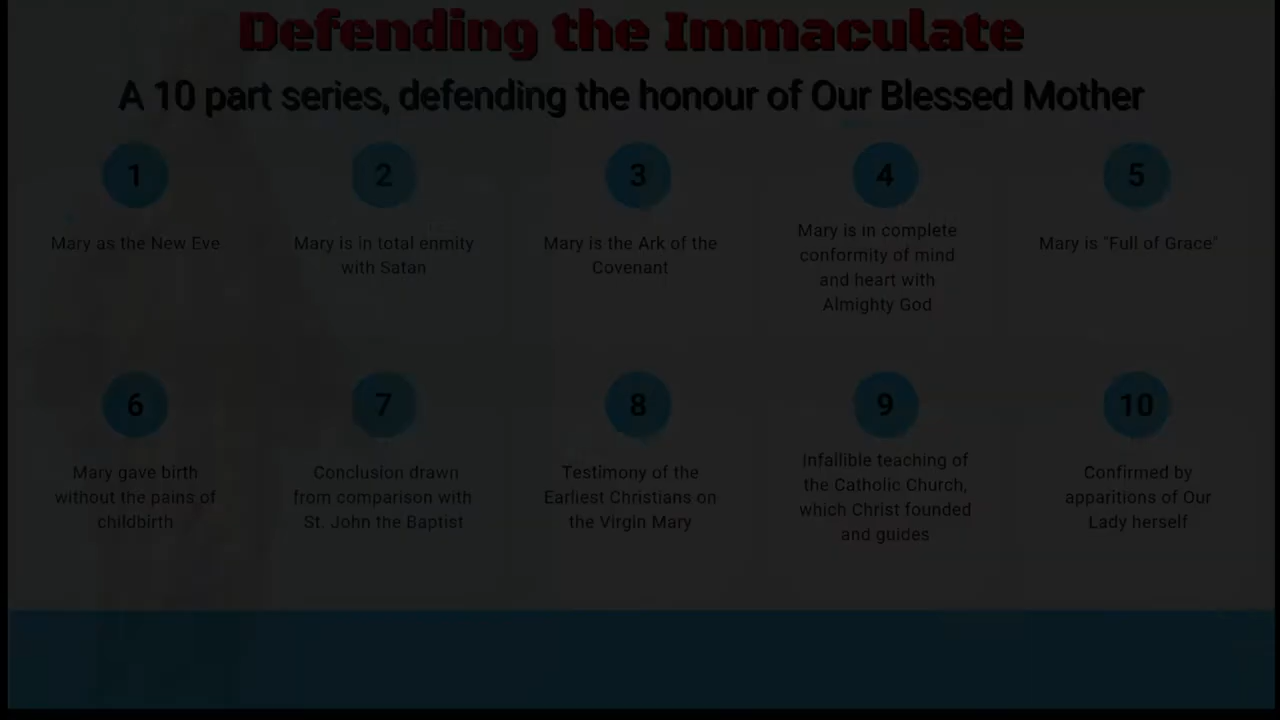 Defending the Immaculate
A 10 part series, defending the honour of Our Blessed Mother
1
Mary as the New Eve
2
Mary is in total enmity
with Satan
3
Mary is the Ark of the
Covenant
4
Mary is in complete
conformity of mind
and heart with
Almighty God
5
Mary is "Full of Grace"
6
Mary gave birth
without the pains of
childbirth
7
Conclusion drawn
from comparison with
St. John the Baptist
8
Testimony of the
Earliest Christians on
the Virgin Mary
9
Infallible teaching of
the Catholic Church,
which Christ founded
and guides
10
Confirmed by
apparitions of Our
Lady herself